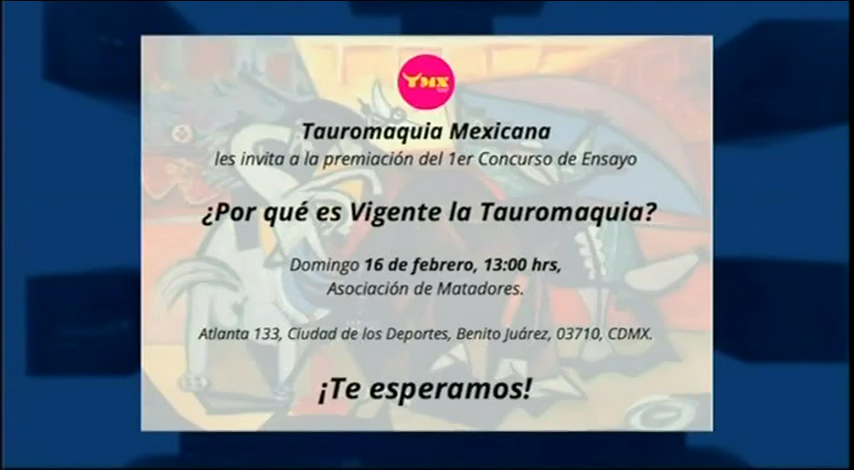 TMX
Tauromaquia Mexicana
les invita a la premiación del 1er Concurso de Ensayo
¿Por qué es Vigente la Tauromaquia?
Domingo 16 de febrero, 13:00 hrs,
Asociación de Matadores.
Atlanta 133, Ciudad de los Deportes, Benito Juárez, 03710, CDMX.
¡Te esperamos!